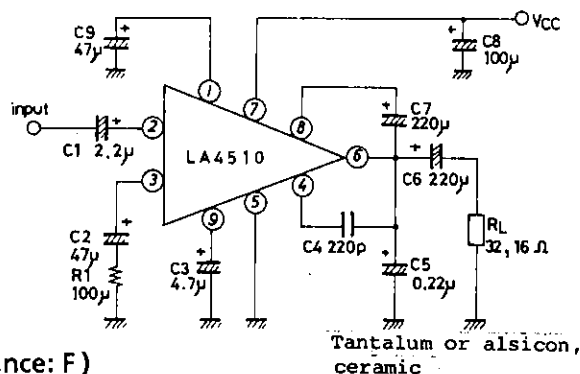 C9
47μ
VCC
C8
100μ
input
1
7
8
C7
220μ
2
C1 2.2μ
LA4510
6
3
4
C6 220μ
9
5
C4 220p
RL
32, 16 Ω
C2
47μ
R1
100μ
C3
4.7μ
C5
0.22μ
nce: F)
Tantalum or alsicon,
ceramic